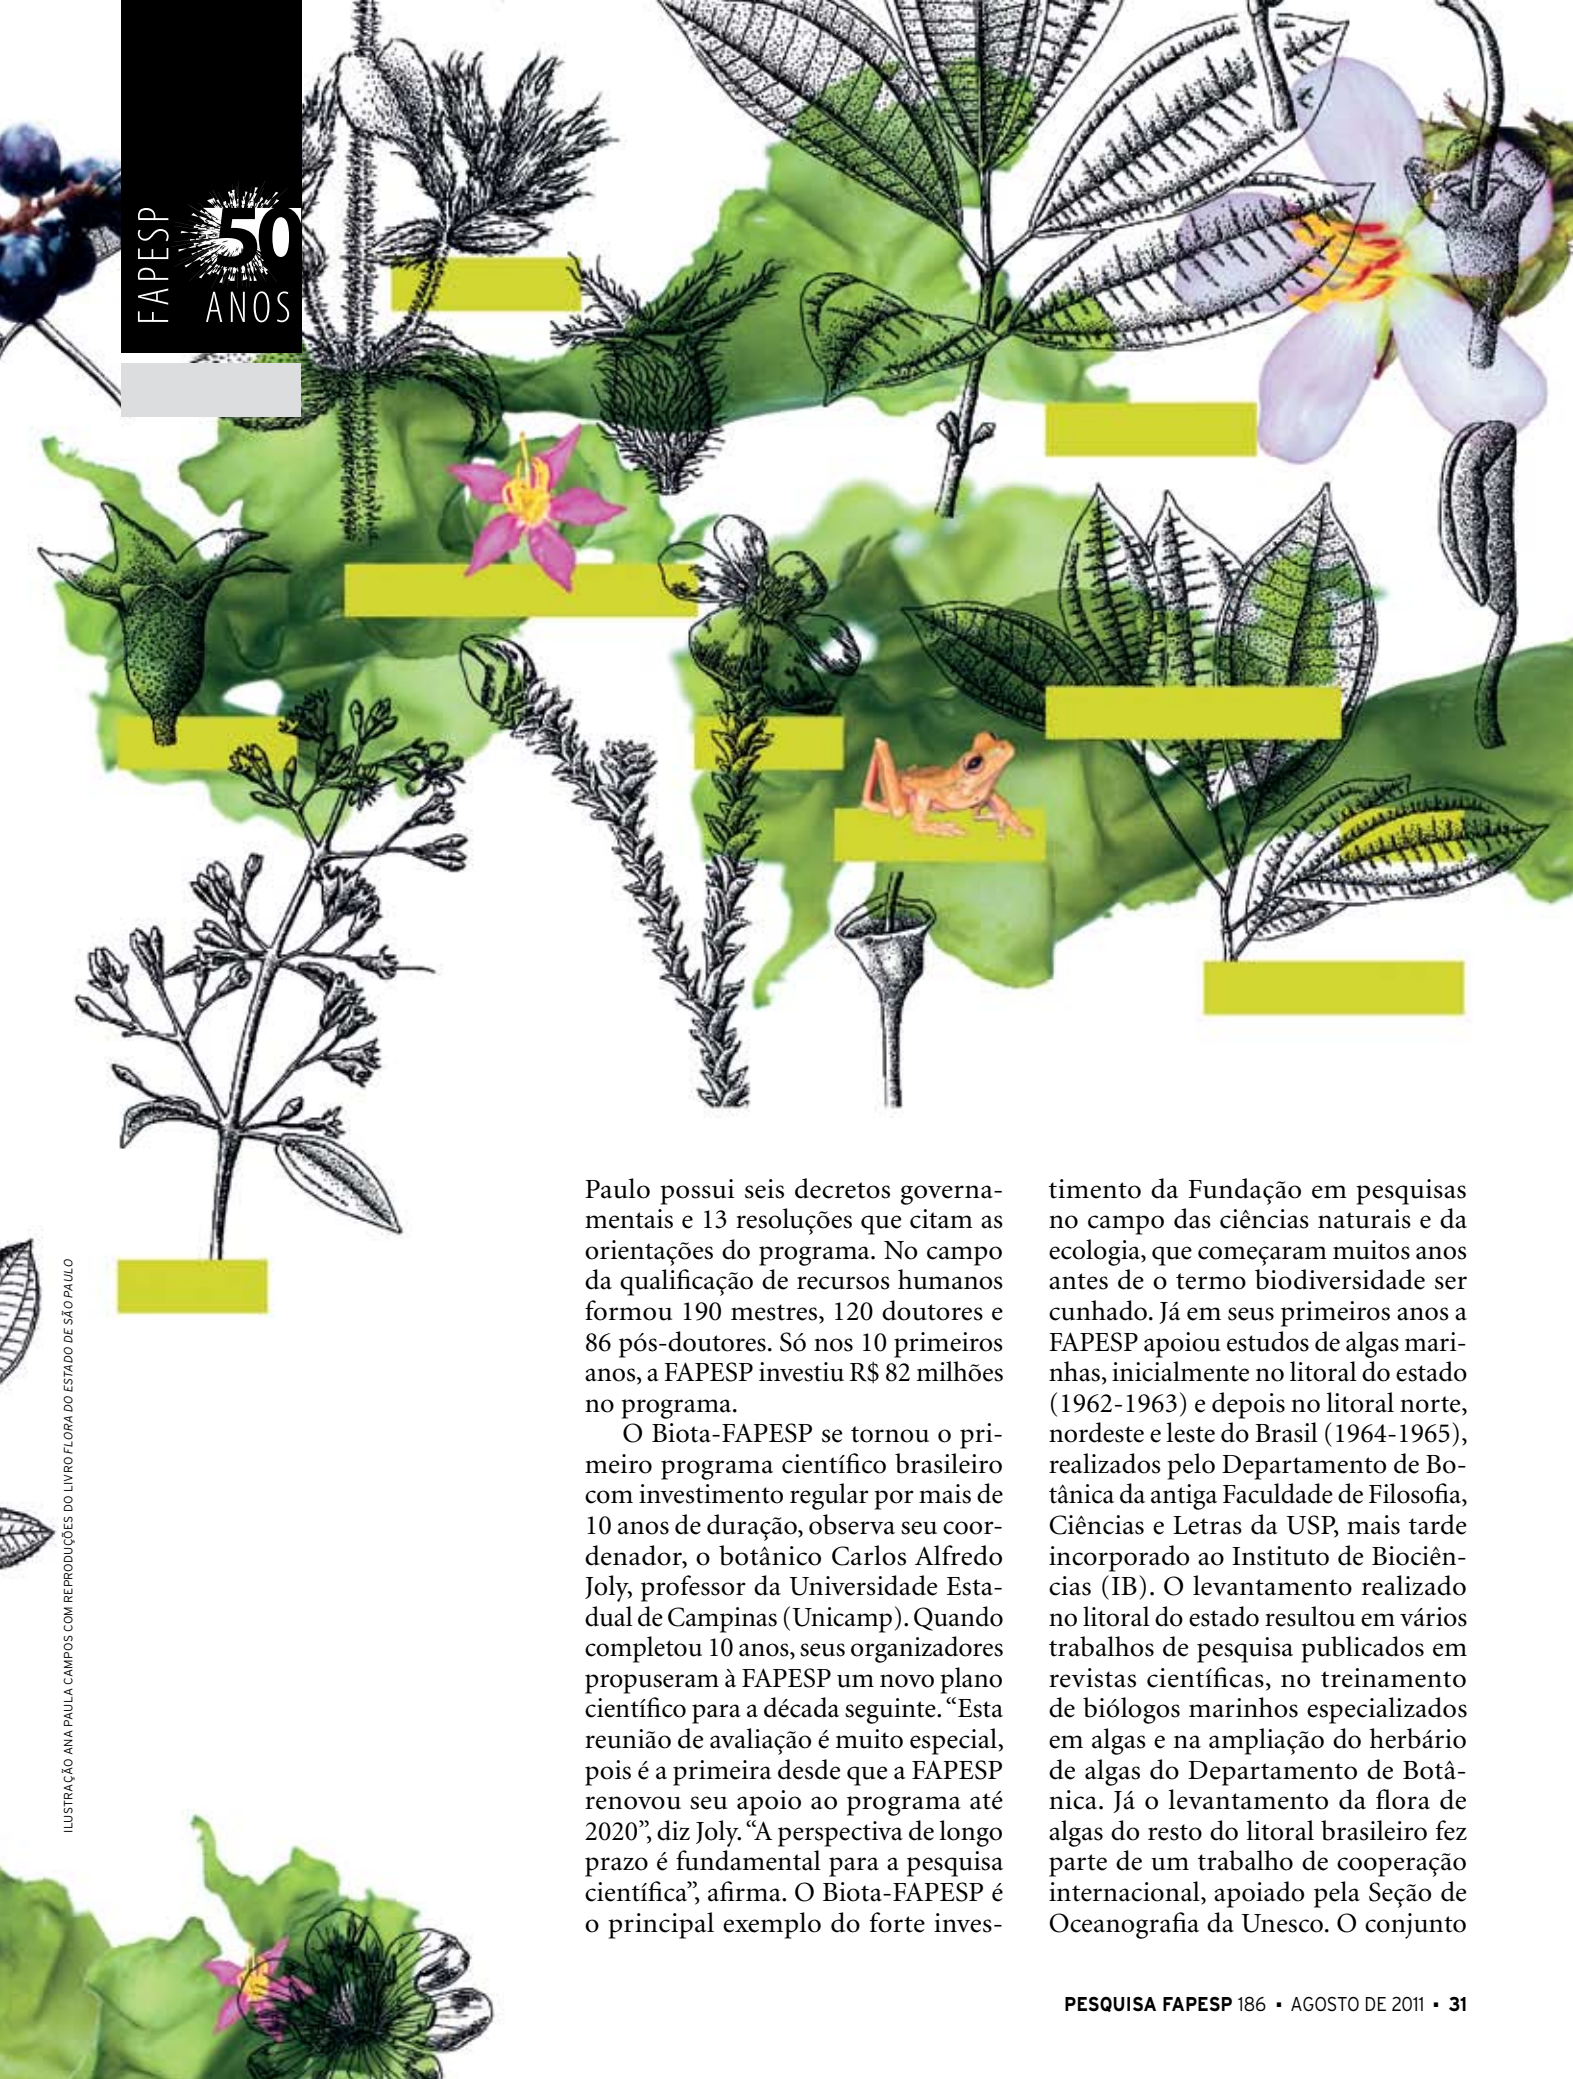 FAPESP 50 ANOS
Paulo possui seis decretos governa-
mentais e 13 resoluções que citam as
orientações do programa. No campo
da qualificação de recursos humanos
formou 190 mestres, 120 doutores e
86 pós-doutores. Só nos 10 primeiros
anos, a FAPESP investiu R$ 82 milhões
no programa.
O Biota-FAPESP se tornou o pri-
meiro programa científico brasileiro
com investimento regular por mais de
10 anos de duração, observa seu coor-
denador, o botânico Carlos Alfredo
Joly, professor da Universidade Esta-
dual de Campinas (Unicamp). Quando
completou 10 anos, seus organizadores
propuseram à FAPESP um novo plano
científico para a década seguinte. “Esta
reunião de avaliação é muito especial,
pois é a primeira desde que a FAPESP
renovou seu apoio ao programa até
2020”, diz Joly. “A perspectiva de longo
prazo é fundamental para a pesquisa
científica”, afirma. O Biota-FAPESP é
o principal exemplo do forte inves-
timento da Fundação em pesquisas
no campo das ciências naturais e da
ecologia, que começaram muitos anos
antes de o termo biodiversidade ser
cunhado. Já em seus primeiros anos a
FAPESP apoiou estudos de algas mari-
nhas, inicialmente no litoral do estado
(1962-1963) e depois no litoral norte,
nordeste e leste do Brasil (1964-1965),
realizados pelo Departamento de Bo-
tânica da antiga Faculdade de Filosofia,
Ciências e Letras da USP, mais tarde
incorporado ao Instituto de Biociên-
cias (IB). O levantamento realizado
no litoral do estado resultou em vários
trabalhos de pesquisa publicados em
revistas científicas, no treinamento
de biólogos marinhos especializados
em algas e na ampliação do herbário
de algas do Departamento de Botâ-
nica. Já o levantamento da flora de
algas do resto do litoral brasileiro fez
parte de um trabalho de cooperação
internacional, apoiado pela Seção de
Oceanografia da Unesco. O conjunto
ILUSTRAÇÃO ANA PAULA CAMPOS COM REPRODUÇÕES DO LIVRO FLORA DO ESTADO DE SÃO PAULO
PESQUISA FAPESP 186 ▪ AGOSTO DE 2011 ▪ 31